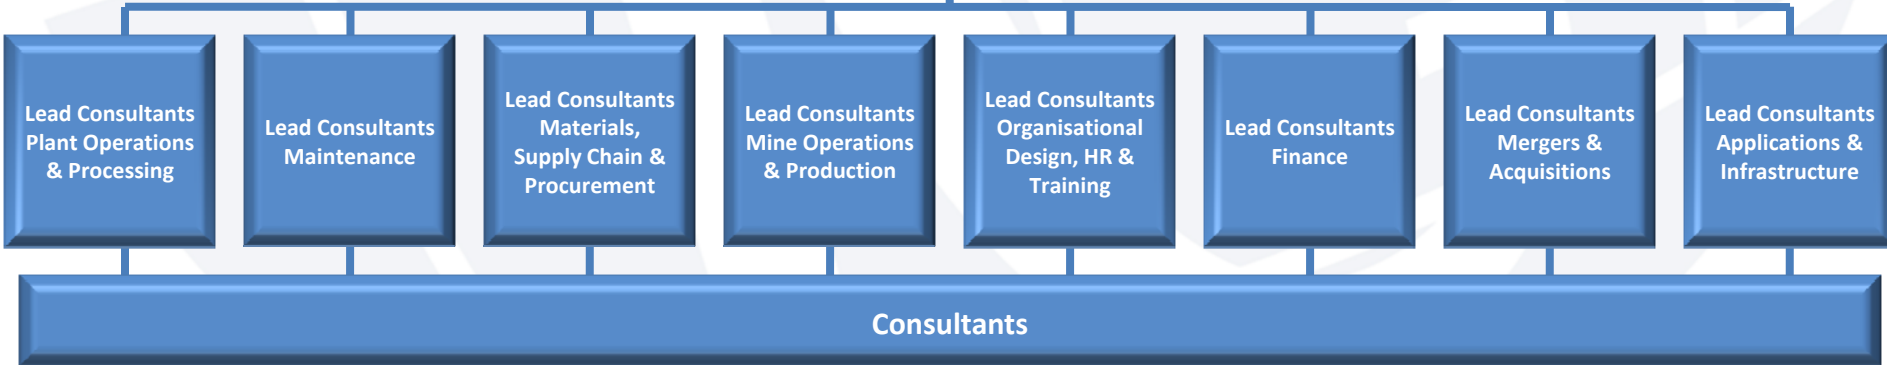 Lead Consultants
Plant Operations
& Processing
Lead Consultants
Maintenance
Lead Consultants
Materials,
Supply Chain &
Procurement
Lead Consultants
Mine Operations
& Production
Lead Consultants
Organisational
Design, HR &
Training
Lead Consultants
Finance
Lead Consultants
Mergers &
Acquisitions
Lead Consultants
Applications &
Infrastructure
Consultants